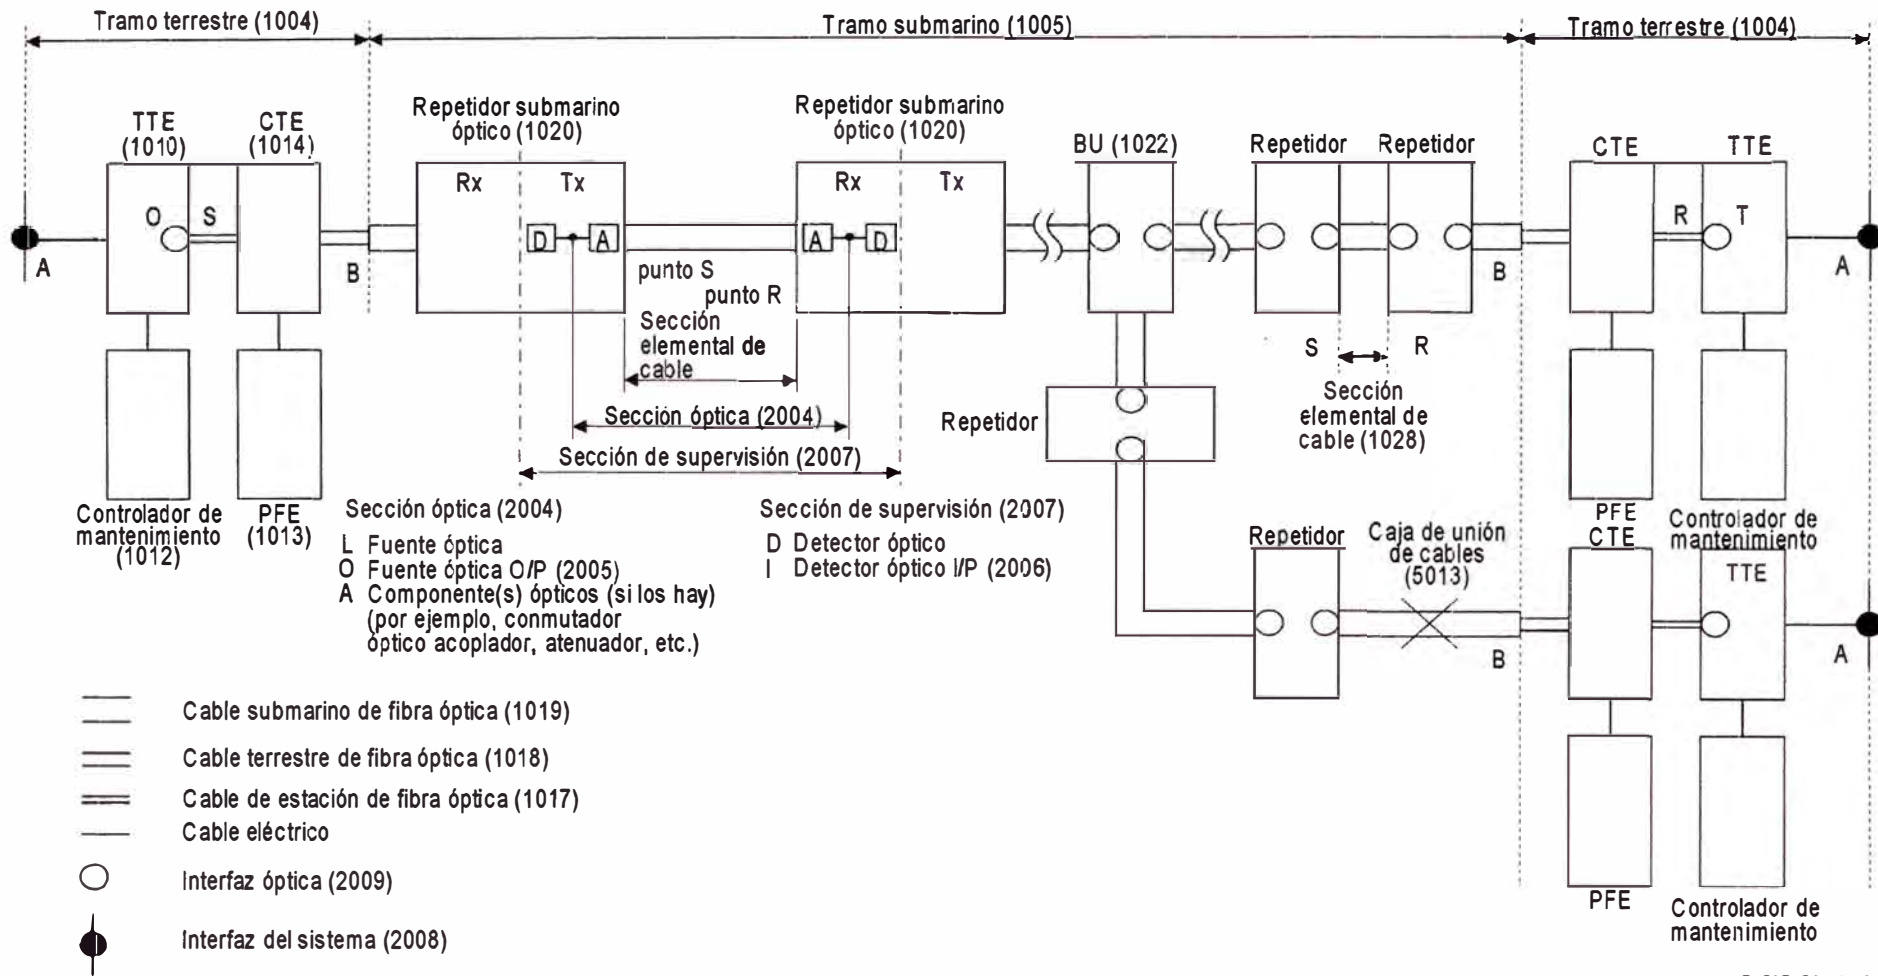 Tramo terrestre (1004)
Tramo submarino (1005)
Tramo terrestre (1004)
TTE
(1010)
CTE
(1014)
Repetidor submarino
óptico (1020)
Repetidor submarino
óptico (1020)
BU (1022)
Repetidor
Repetidor
CTE
TTE
Rx
Tx
Rx
Tx
O
S
D
A
A
D
R
T
A
B
punto S
punto R
B
A
Sección
elemental de
cable
S
R
Sección
elemental de
cable (1028)
Sección óptica (2004)
Repetidor
Sección de supervisión (2007)
Controlador de
mantenimiento
(1012)
PFE
(1013)
PFE
Controlador de
mantenimiento
Sección óptica (2004)
L Fuente óptica
O Fuente óptica O/P (2005)
A Componente(s) ópticos (si los hay)
(por ejemplo, conmutador
óptico acoplador, atenuador, etc.)
Sección de supervisión (2007)
D Detector óptico
I Detector óptico I/P (2006)
Repetidor
Caja de unión
de cables
(5013)
CTE
TTE
B
A
Cable submarino de fibra óptica (1019)
Cable terrestre de fibra óptica (1018)
Cable de estación de fibra óptica (1017)
Cable eléctrico
Interfaz óptica (2009)
Interfaz del sistema (2008)
PFE
Controlador de
mantenimiento